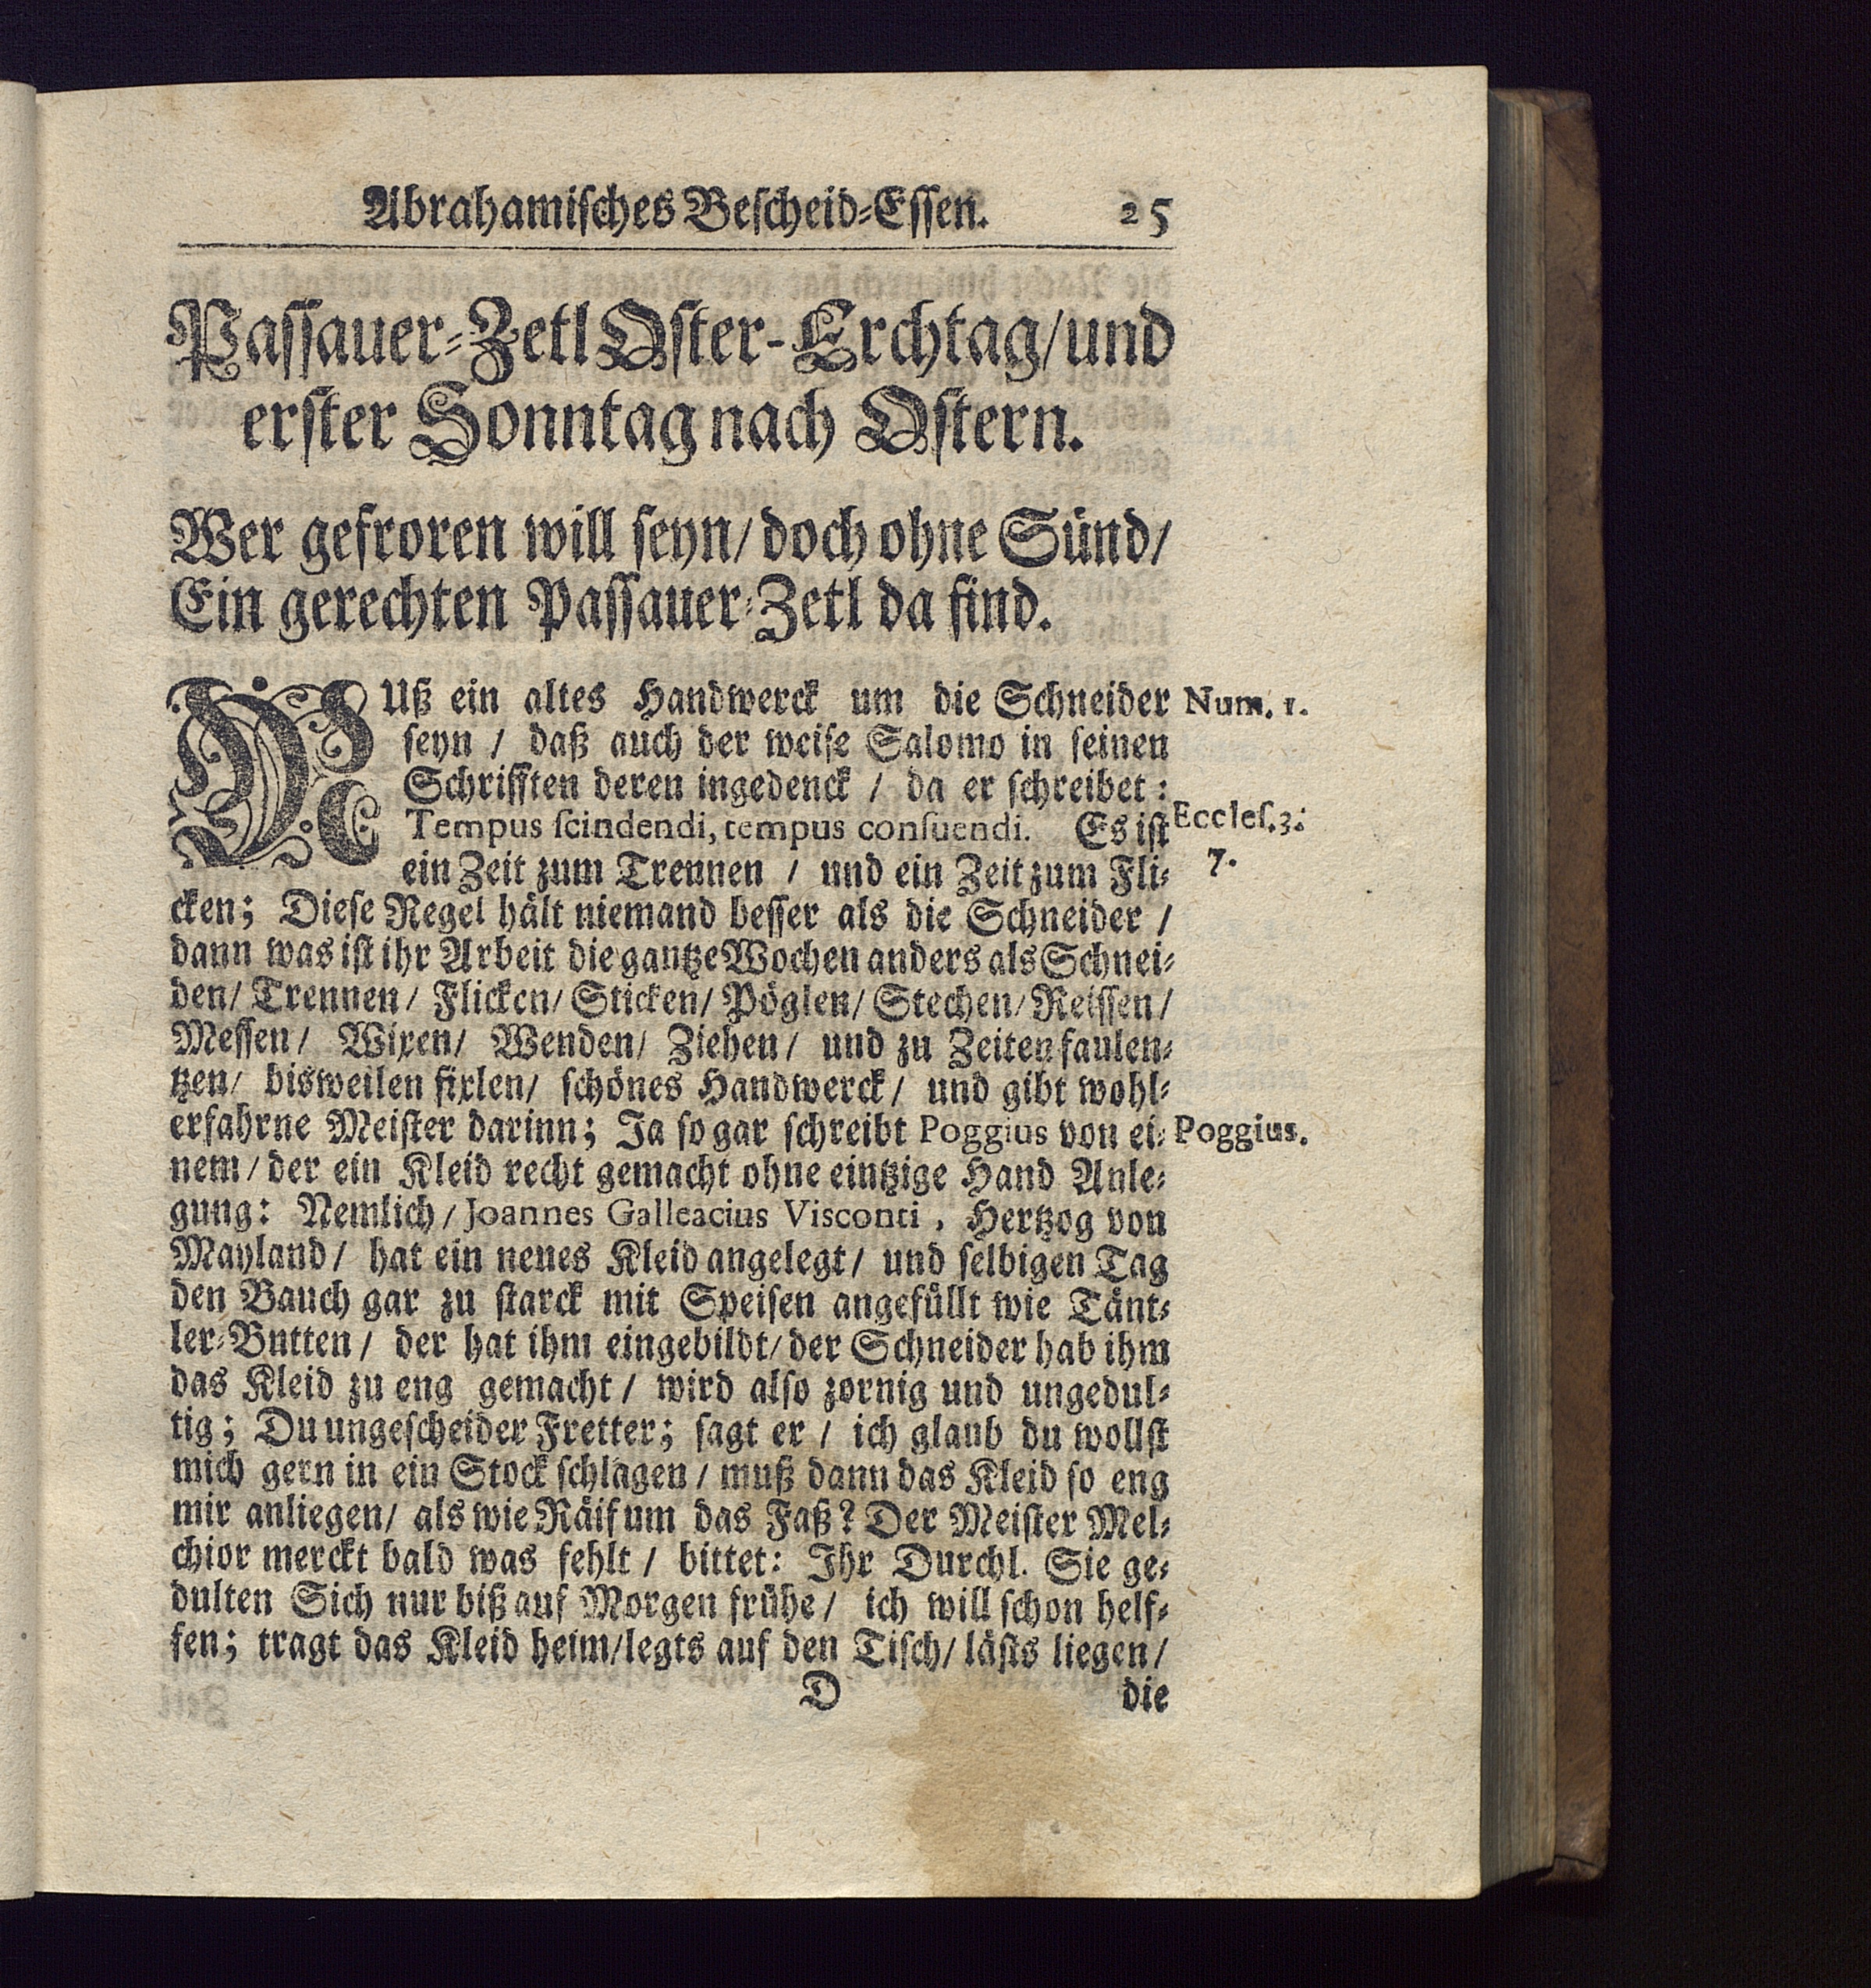 Abrahamiſches Beſcheid-Eſſen. 25
Paſſauer-Zetl Oſter-Erchtag/und
erſter Sonntag nach Oſtern.
Wer gefroren will ſeyn/ doch ohne Sünd/
Ein gerechten Paſſauer-Zetl da find.
MUß ein altes Handwerck um die Schneider
Num. 1.
ſeyn / daß auch der weiſe Salomo in ſeinen
Schrifften deren ingedenck / da er ſchreibet:
Tempus ſcindendi, tempus conſuendi. Es iſt
Eccleſ. 3.
ein Zeit zum Trennen / und ein Zeit zum Fli-
7.
cken; Dieſe Regel hält niemand beſſer als die Schneider /
dann was iſt ihr Arbeit die gantze Wochen anders als Schnei-
den/ Trennen/ Flicken/ Sticken/ Pöglen/ Stechen/ Reiſſen/
Meſſen/ Wixen/ Wenden/ Ziehen/ und zu Zeiten faulen-
tzen/ bisweilen fixlen/ ſchönes Handwerck/ und gibt wohl-
erfahrne Meiſter darinn; Ja ſo gar ſchreibt Poggius von ei-
Poggius.
nem/ der ein Kleid recht gemacht ohne eintzige Hand Anle-
gung: Nemlich/ Joannes Galleacius Visconti, Hertzog von
Mayland/ hat ein neues Kleid angelegt/ und ſelbigen Tag
den Bauch gar zu ſtarck mit Speiſen angefüllt wie Tänt-
ler-Butten/ der hat ihm eingebildt/ der Schneider hab ihm
das Kleid zu eng gemacht/ wird alſo zornig und ungedul-
tig; Du ungeſcheider Fretter; ſagt er / ich glaub du wollſt
mich gern in ein Stock ſchlagen/ muß dann das Kleid ſo eng
mir anliegen/ als wie Räif um das Faß? Der Meiſter Mel-
chior merckt bald was fehlt / bittet: Ihr Durchl. Sie ge-
dulten Sich nur biß auf Morgen frühe/ ich will ſchon helf-
fen; tragt das Kleid heim/legts auf den Tiſch/ läſts liegen/
D die